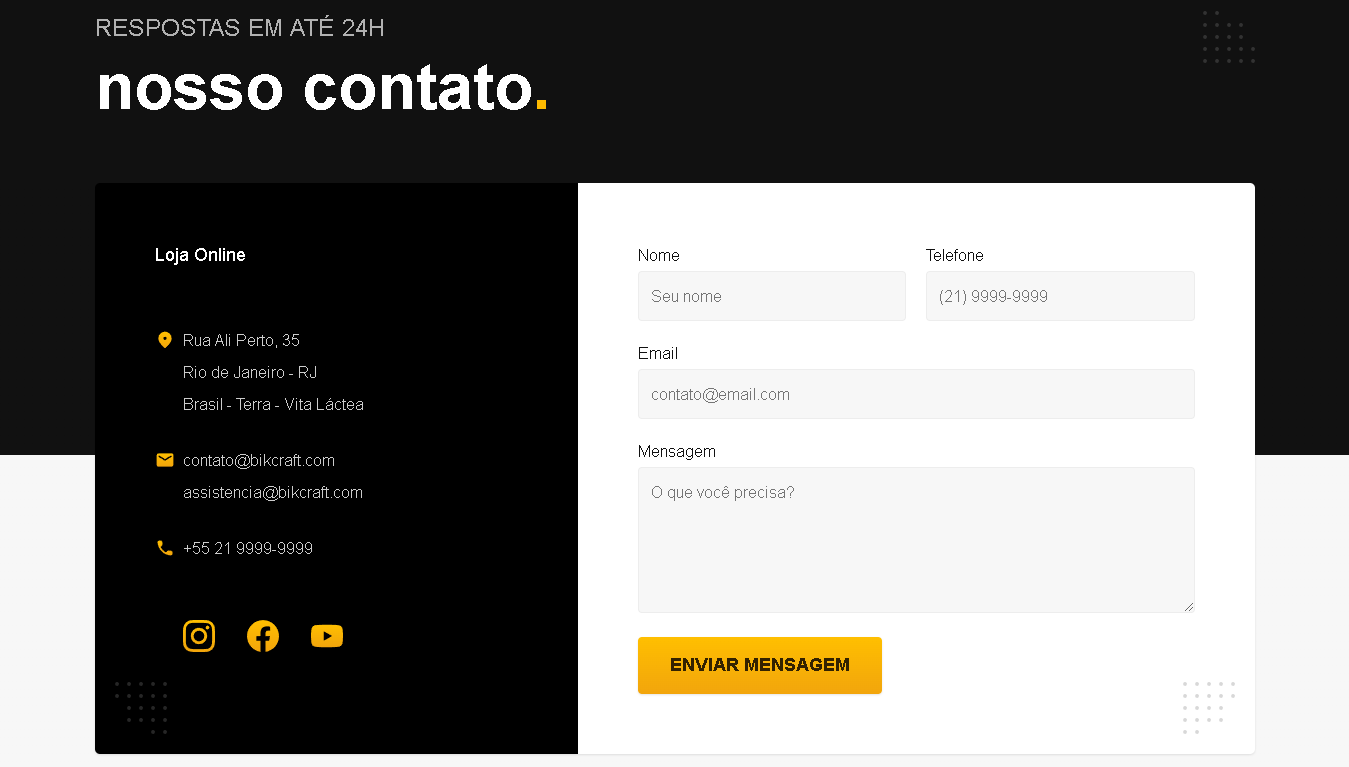 RESPOSTAS EM ATÉ 24H
nosso contato.
Loja Online
Rua Ali Perto, 35
Rio de Janeiro - RJ
Brasil - Terra - Vita Láctea
contato@bikcraft.com
assistencia@bikcraft.com
+55 21 9999-9999
Nome
Seu nome
Telefone
(21) 9999-9999
Email
contato@email.com
Mensagem
O que você precisa?
ENVIAR MENSAGEM